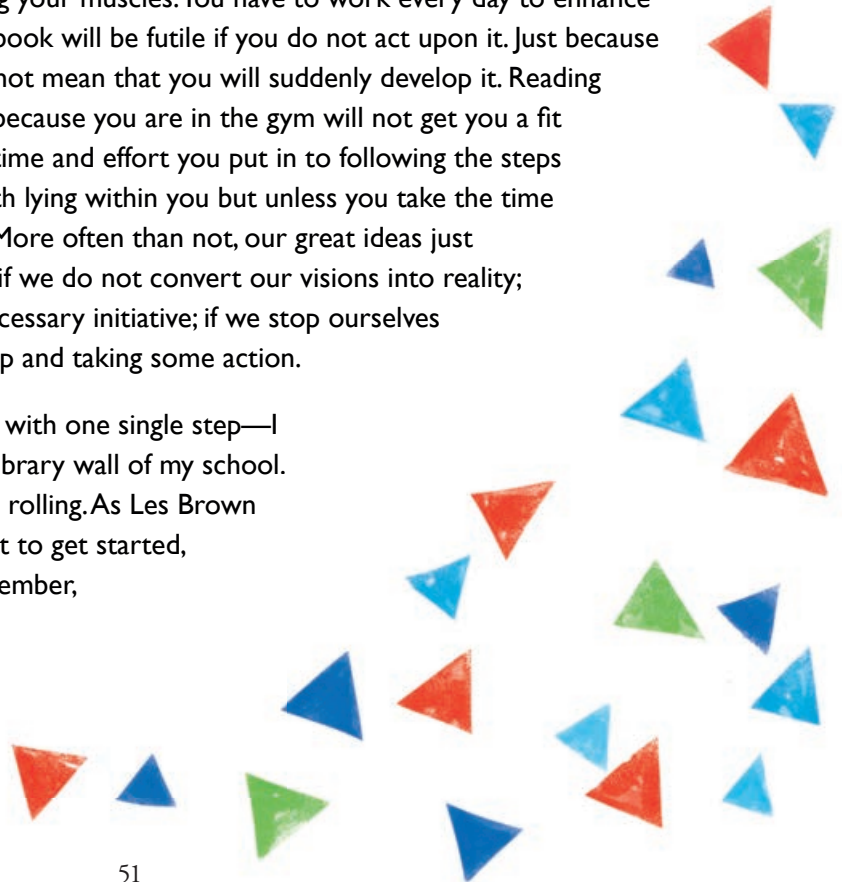 g your muscles. You have to work every day to enhance
book will be futile if you do not act upon it. Just because
not mean that you will suddenly develop it. Reading
because you are in the gym will not get you a fit
time and effort you put in to following the steps
th lying within you but unless you take the time
More often than not, our great ideas just
if we do not convert our visions into reality;
cessary initiative; if we stop ourselves
p and taking some action.
with one single step—I
ibrary wall of my school.
rolling. As Les Brown
t to get started,
ember,
51